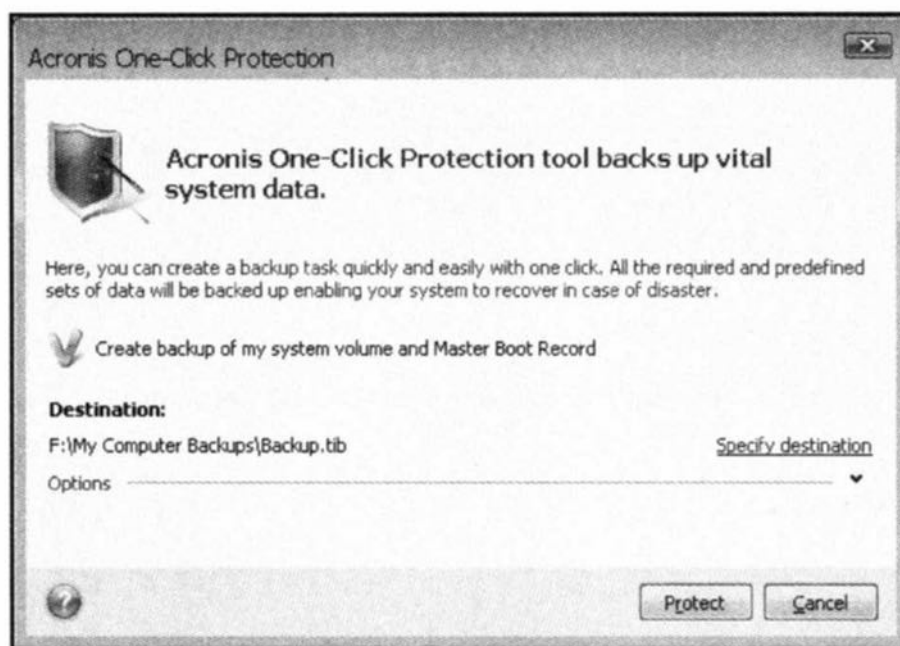 Acronis One-Click Protection
Acronis One-Click Protection tool backs up vital
system data.
Here, you can create a backup task quickly and easily with one click. All the required and predefined
sets of data will be backed up enabling your system to recover in case of disaster.
Create backup of my system volume and Master Boot Record
Destination:
F:\My Computer Backups\Backup.tib
Specify destination
Options
?
Protect
Cancel